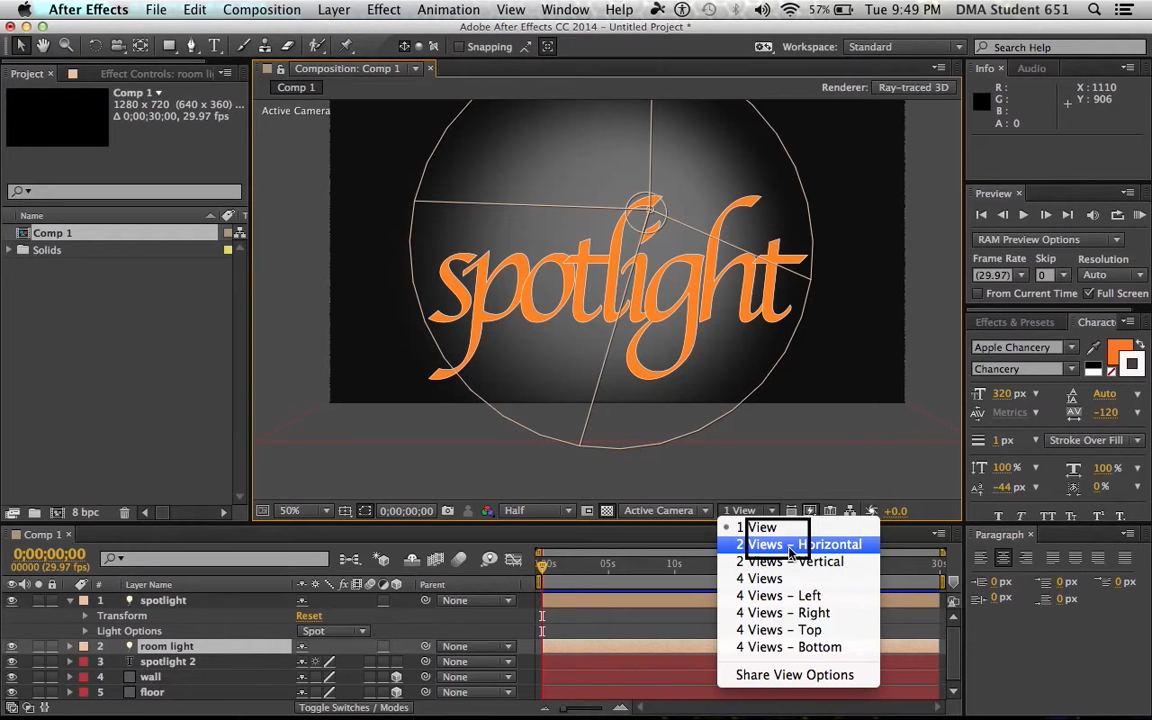 After Effects File Edit Composition Layer Effect Animation View Window Help 57% Tue 9:49 PM DMA Student 651
Adobe After Effects CC 2014 - Untitled Project *
Snapping Workspace: Standard Search Help
Project Effect Controls: room li
Comp 1
1280 x 720 (640 x 360) ...
Δ 0;00;30;00, 29.97 fps
Name
Comp 1
Solids
8 bpc
Composition: Comp 1
Comp 1
Renderer: Ray-traced 3D
Active Camera
spotlight
50% 0;00;00;00 Half Active Camera 1 View +0.0
1 View
2 Views - Horizontal
2 Views - Vertical
4 Views
4 Views - Left
4 Views - Right
4 Views - Top
4 Views - Bottom
Share View Options
Info Audio
R: X: 1110
G: Y: 906
B:
A: 0
Preview
RAM Preview Options
Frame Rate Skip Resolution
(29.97) 0 Auto
From Current Time Full Screen
Effects & Presets Charact
Apple Chancery
Chancery
320 px Auto
Metrics -120
1 px Stroke Over Fill
100 % 100 %
-44 px 0 %
Paragraph
0 px 0 px
0 px 0 px
Comp 1
0;00;00;00
00000 (29.97 fps)
# Layer Name Parent
05s 10s 30s
1 spotlight None
Transform Reset
Light Options Spot
2 room light None
3 spotlight 2 None
4 wall None
5 floor None
Toggle Switches / Modes